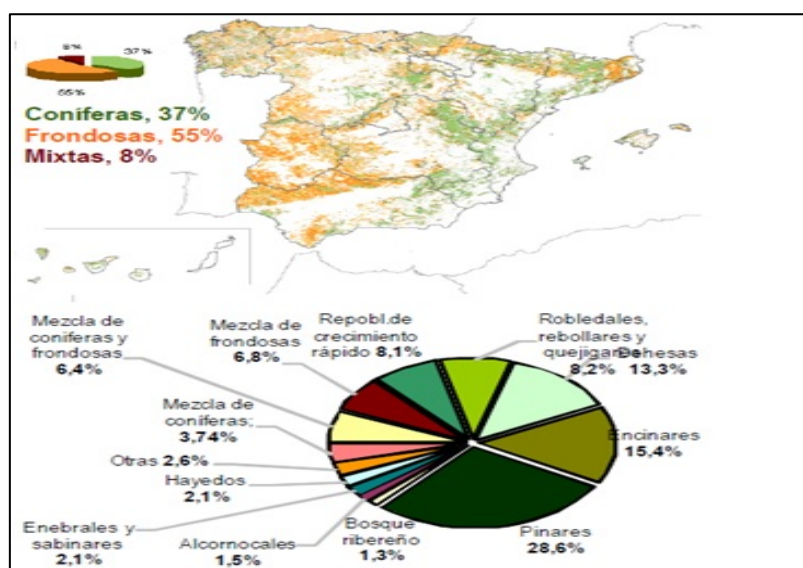 8%
37%
55%
Coníferas, 37%
Frondosas, 55%
Mixtas, 8%
Mezcla de
coníferas y
frondosas
6,4%
Mezcla de
frondosas
6,8%
Repobl.de
crecimiento
rápido 8,1%
Robledales,
rebollares y
quejigares
8,2%
Dehesas
13,3%
Mezcla de
coníferas;
3,74%
Encinares
15,4%
Otras 2,6%
Hayedos
2,1%
Enebrales y
sabinares
2,1%
Alcornocales
1,5%
Bosque
ribereño
1,3%
Pinares
28,6%